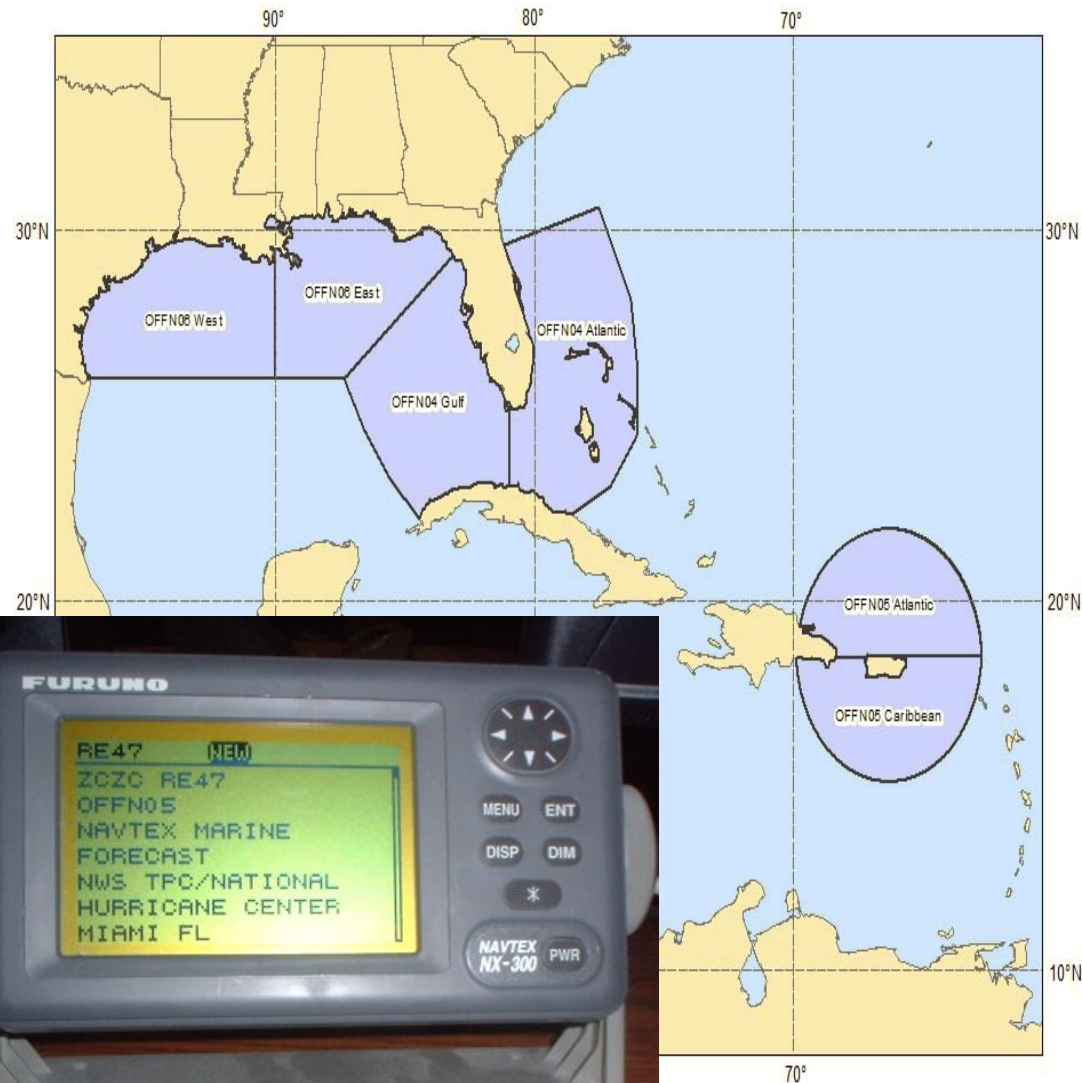 90°
80°
70°
30°N
30°N
OFFN06 East
OFFN06 West
OFFN04 Atlantic
OFFN04 Gulf
20°N
20°N
OFFN05 Atlantic
OFFN05 Caribbean
FURUNO
RE47 NEW
ZCZC RE47
OFFN05
NAVTEX MARINE
FORECAST
NWS TPC/NATIONAL
HURRICANE CENTER
MIAMI FL
MENU ENT
DISP DIM
*
NAVTEX
NX-300 PWR
10°N
70°